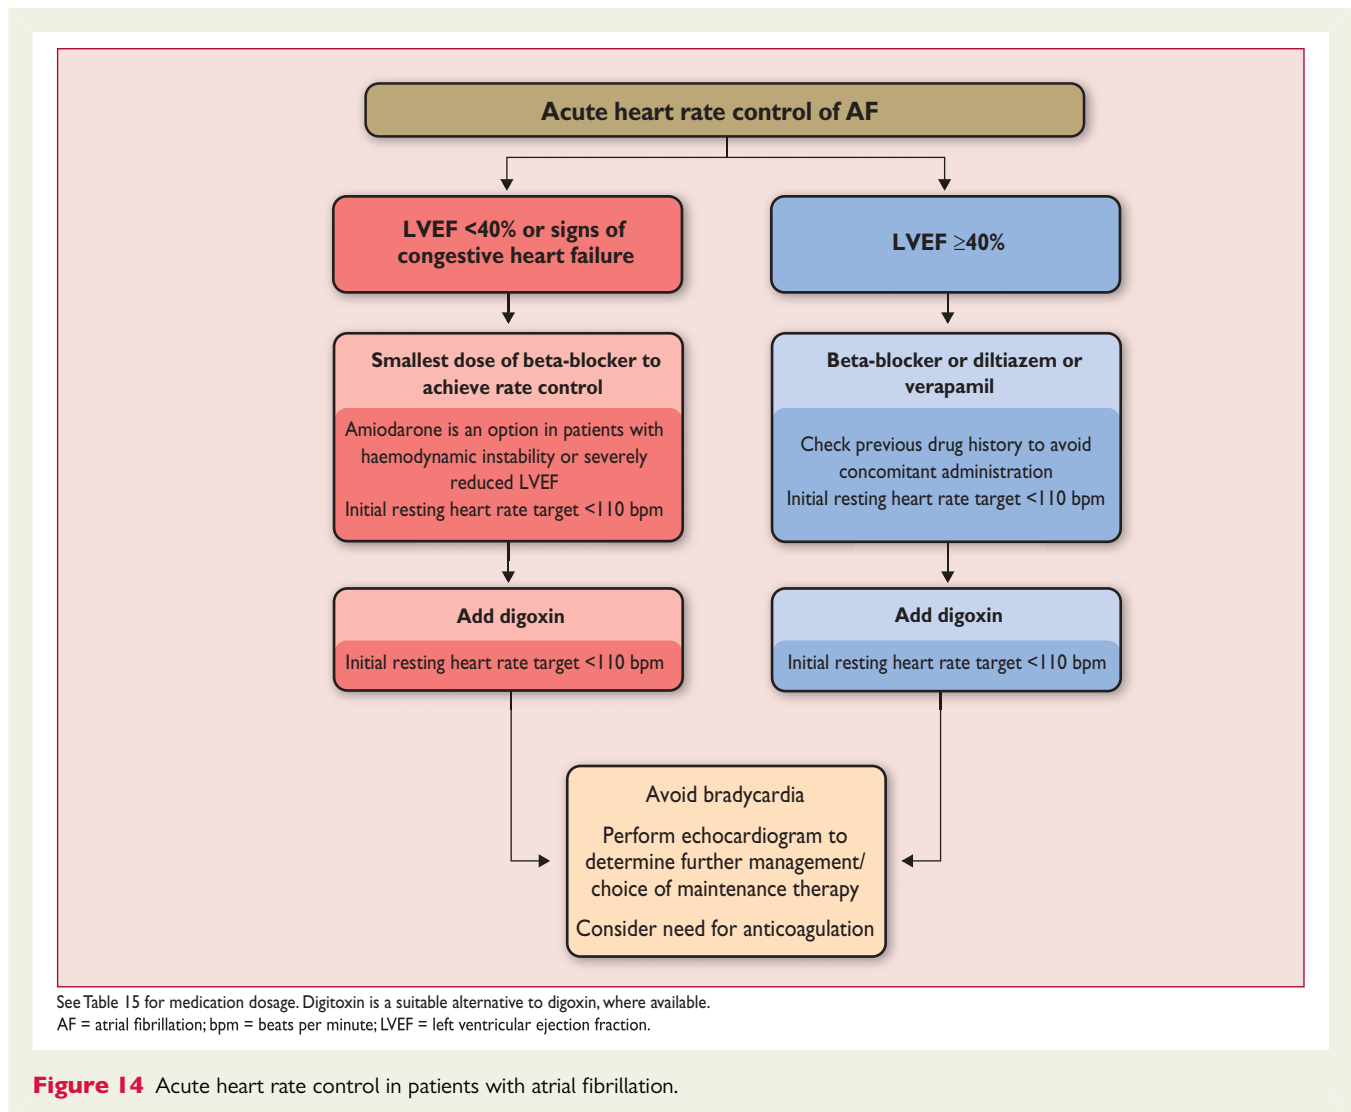 Acute heart rate control of AF
LVEF <40% or signs of
congestive heart failure
Smallest dose of beta-blocker to
achieve rate control
Amiodarone is an option in patients with
haemodynamic instability or severely
reduced LVEF
Initial resting heart rate target <110 bpm
Add digoxin
Initial resting heart rate target <110 bpm
LVEF ≥40%
Beta-blocker or diltiazem or
verapamil
Check previous drug history to avoid
concomitant administration
Initial resting heart rate target <110 bpm
Add digoxin
Initial resting heart rate target <110 bpm
Avoid bradycardia
Perform echocardiogram to
determine further management/
choice of maintenance therapy
Consider need for anticoagulation
See Table 15 for medication dosage. Digitoxin is a suitable alternative to digoxin, where available.
AF = atrial fibrillation; bpm = beats per minute; LVEF = left ventricular ejection fraction.
Figure 14 Acute heart rate control in patients with atrial fibrillation.